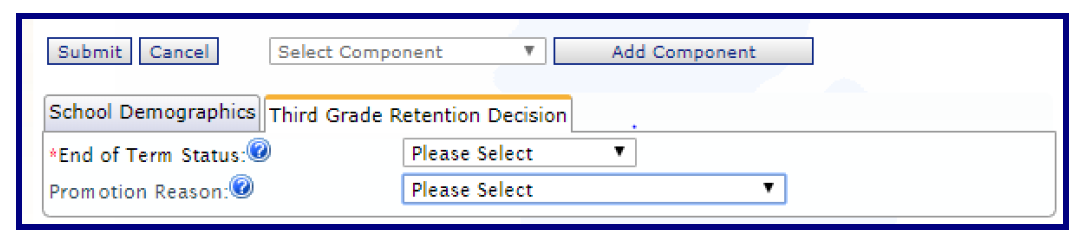 Submit Cancel Select Component ▼ Add Component
School Demographics Third Grade Retention Decision
*End of Term Status: Please Select ▼
Promotion Reason: Please Select ▼